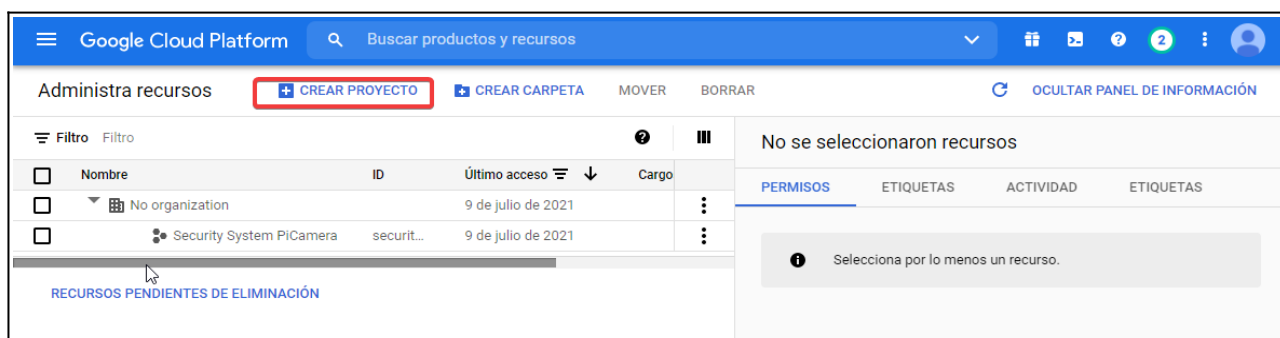 Google Cloud Platform Buscar productos y recursos 2
Administra recursos CREAR PROYECTO CREAR CARPETA MOVER BORRAR OCULTAR PANEL DE INFORMACIÓN
Filtro Filtro
No se seleccionaron recursos
Nombre ID Último acceso Cargo
PERMISOS ETIQUETAS ACTIVIDAD ETIQUETAS
No organization 9 de julio de 2021
Security System PiCamera securit... 9 de julio de 2021
Selecciona por lo menos un recurso.
RECURSOS PENDIENTES DE ELIMINACIÓN